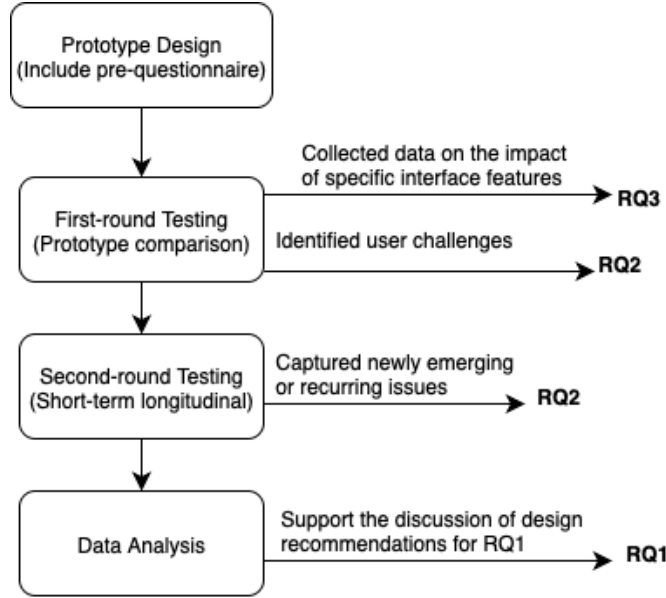 Prototype Design
(Include pre-questionnaire)
Collected data on the impact
of specific interface features
RQ3
First-round Testing
(Prototype comparison)
Identified user challenges
RQ2
Second-round Testing
(Short-term longitudinal)
Captured newly emerging
or recurring issues
RQ2
Data Analysis
Support the discussion of design
recommendations for RQ1
RQ1